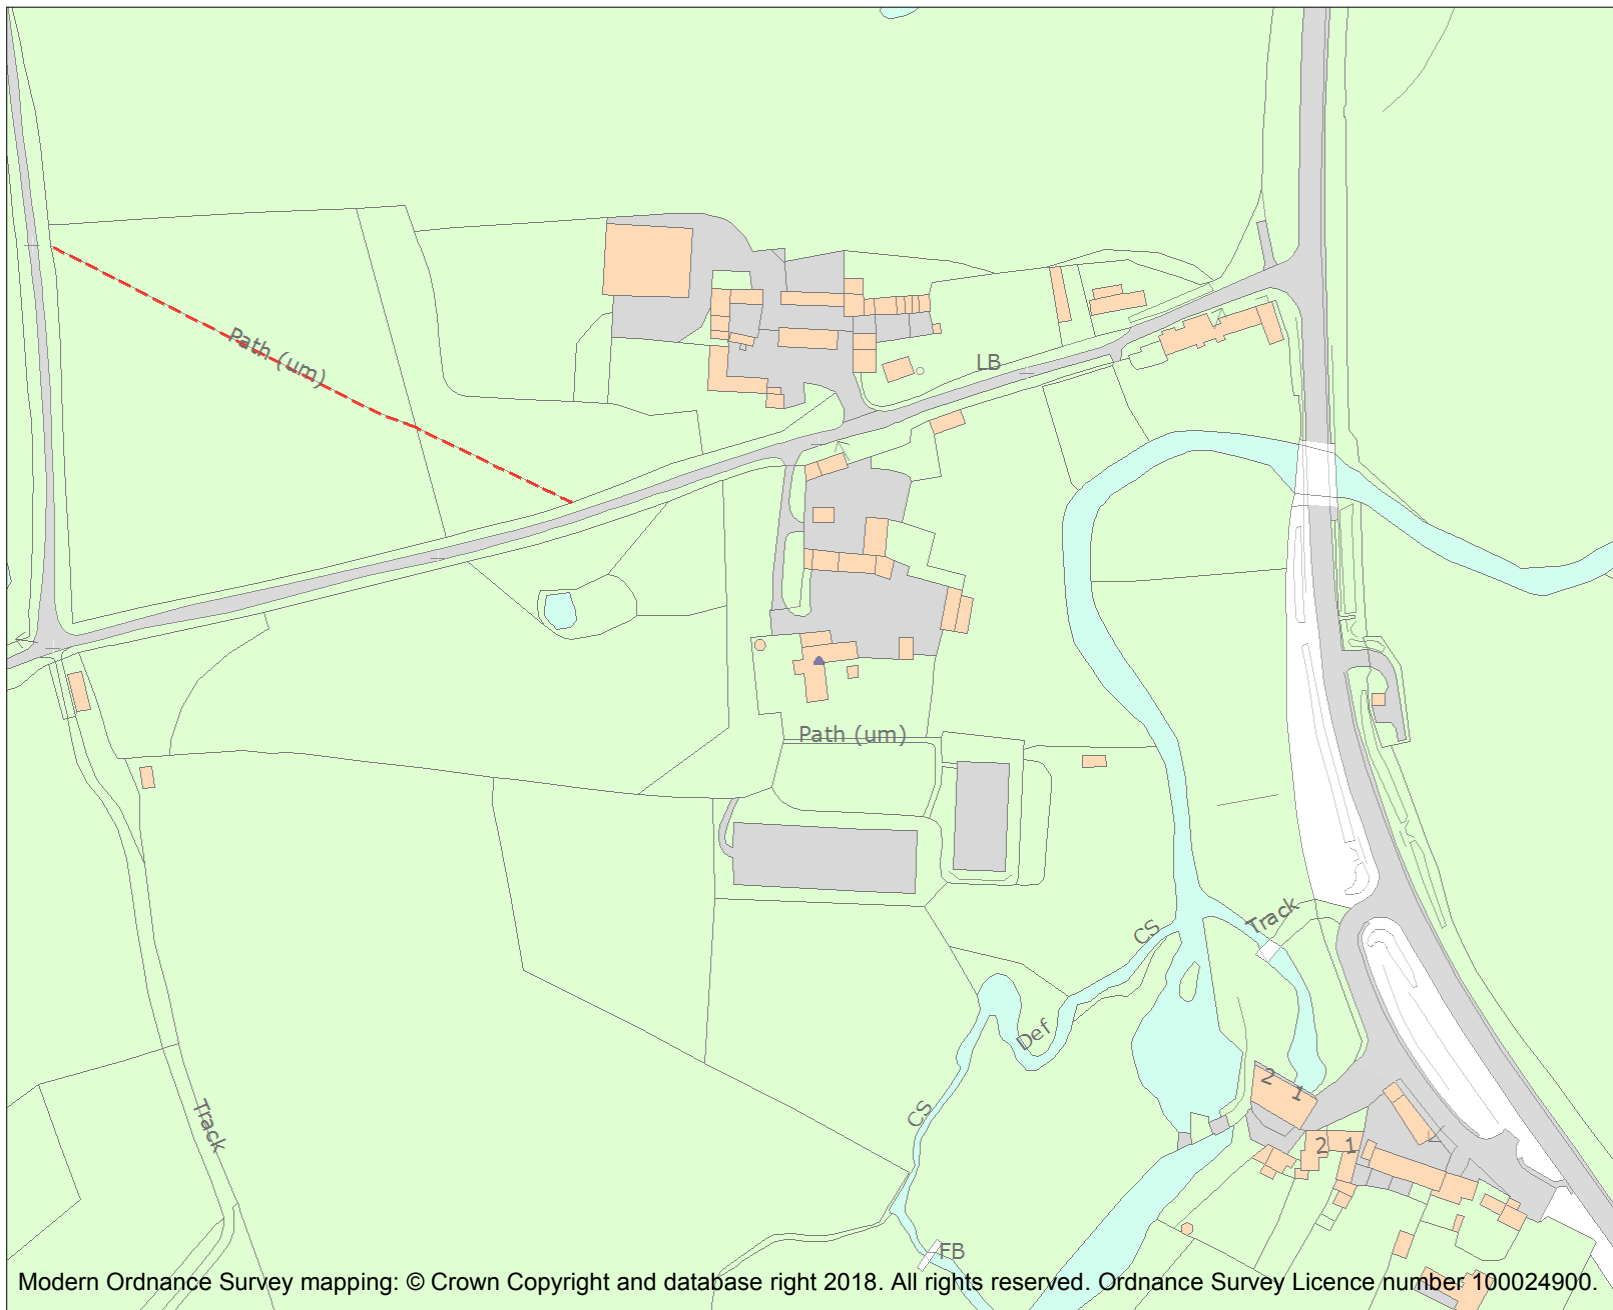 Path (um)
LB
Path (um)
Track
CS
Def
2 1
CS
Track
2 1
FB
Modern Ordnance Survey mapping: © Crown Copyright and database right 2018. All rights reserved. Ordnance Survey Licence number 100024900.